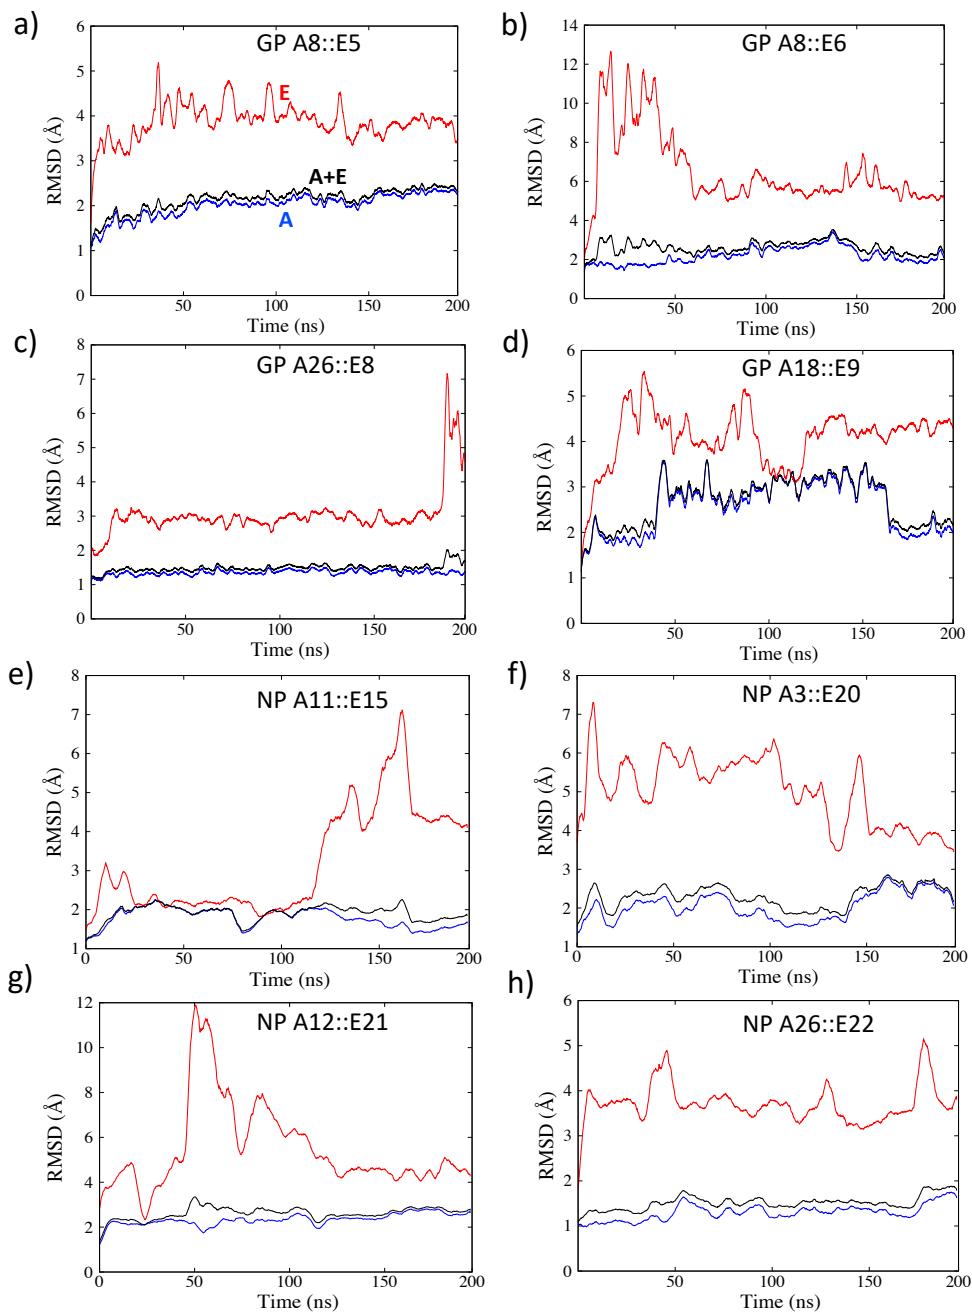 a)
GP A8::E5
RMSD (Å)
6
5
4
3
2
1
0
E
A+E
A
50
100
150
200
Time (ns)
b)
GP A8::E6
RMSD (Å)
14
12
10
8
6
4
2
0
50
100
150
200
Time (ns)
c)
GP A26::E8
RMSD (Å)
8
7
6
5
4
3
2
1
0
50
100
150
200
Time (ns)
d)
GP A18::E9
RMSD (Å)
6
5
4
3
2
1
0
50
100
150
200
Time (ns)
e)
NP A11::E15
RMSD (Å)
8
7
6
5
4
3
2
1
0
50
100
150
200
Time (ns)
f)
NP A3::E20
RMSD (Å)
8
7
6
5
4
3
2
1
0
50
100
150
200
Time (ns)
g)
NP A12::E21
RMSD (Å)
12
10
8
6
4
2
0
0
50
100
150
200
Time (ns)
h)
NP A26::E22
RMSD (Å)
6
5
4
3
2
1
0
50
100
150
200
Time (ns)